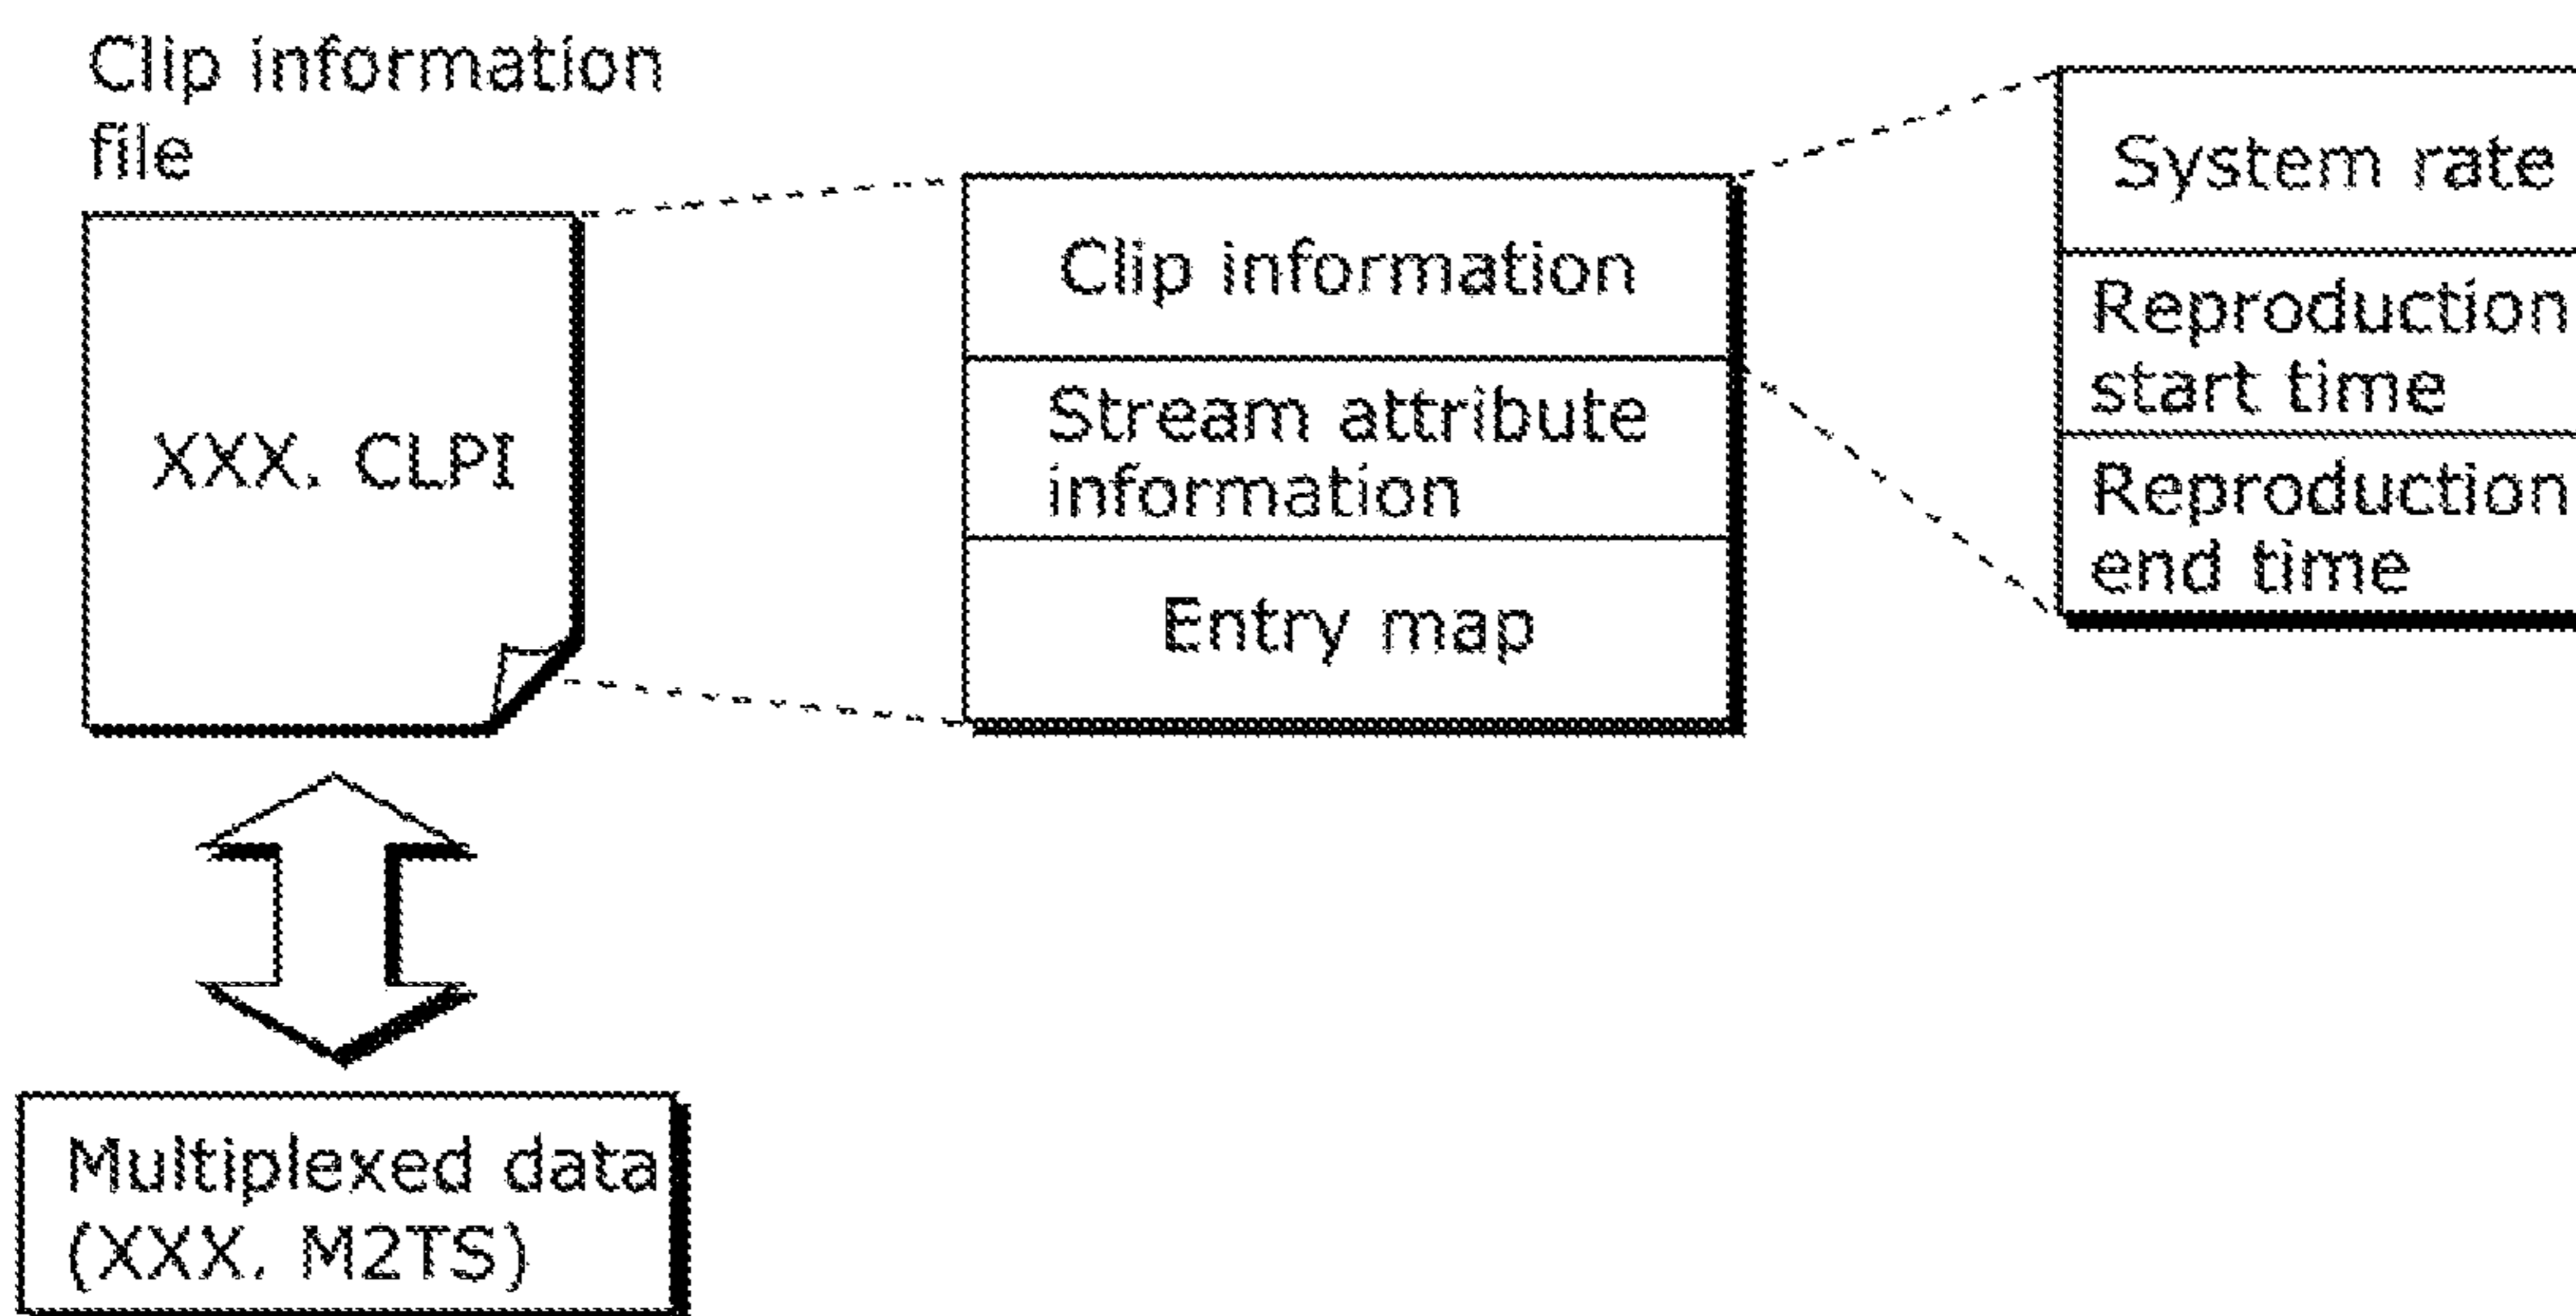 Clip information
file
XXX. CLPI
Clip information
Stream attribute
information
Entry map
System rate
Reproduction
start time
Reproduction
end time
Multiplexed data
(XXX. M2TS)